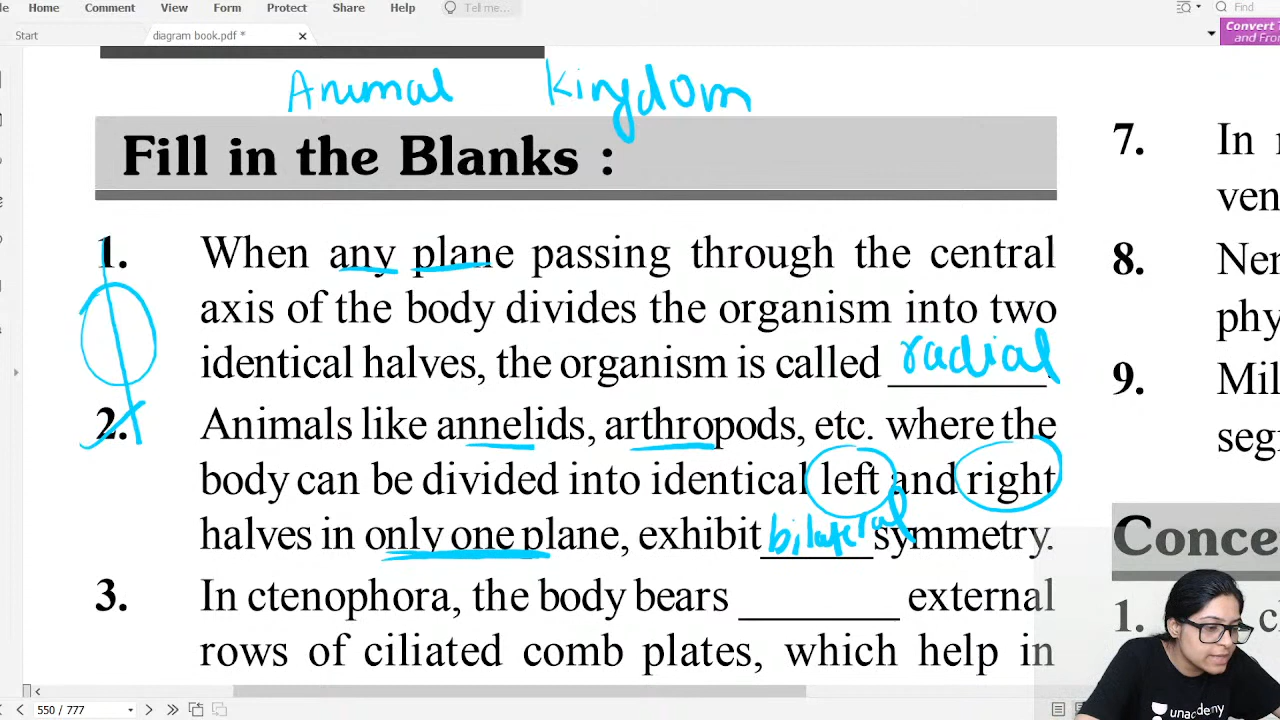 Home Comment View Form Protect Share Help Tell me... Find
Start diagram book.pdf * Convert
and
Animal kingdom
Fill in the Blanks :
1. When any plane passing through the central
axis of the body divides the organism into two
identical halves, the organism is called radial.
2. Animals like annelids, arthropods, etc. where the
body can be divided into identical left and right
halves in only one plane, exhibit bilateral symmetry.
3. In ctenophora, the body bears ________ external
rows of ciliated comb plates, which help in
7. In
ven
8. Ner
phy
9. Mil
seg
Conce
1.
unacademy
550 / 777